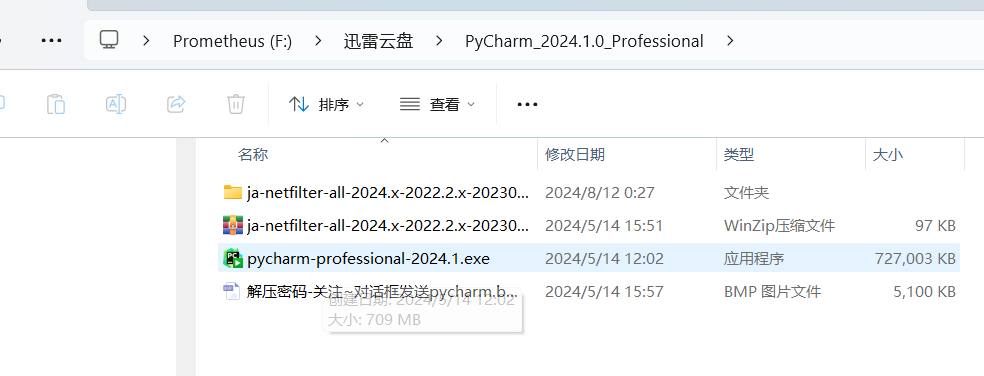 Prometheus (F:) 迅雷云盘 PyCharm_2024.1.0_Professional
排序 查看
名称 修改日期 类型 大小
ja-netfilter-all-2024.x-2022.2.x-20230... 2024/8/12 0:27 文件夹
ja-netfilter-all-2024.x-2022.2.x-20230... 2024/5/14 15:51 WinZip压缩文件 97 KB
pycharm-professional-2024.1.exe 2024/5/14 12:02 应用程序 727,003 KB
解压密码-关注~对话框发送pycharm.b... 2024/5/14 15:57 BMP 图片文件 5,100 KB
创建日期: 2024/5/14 12:02
大小: 709 MB